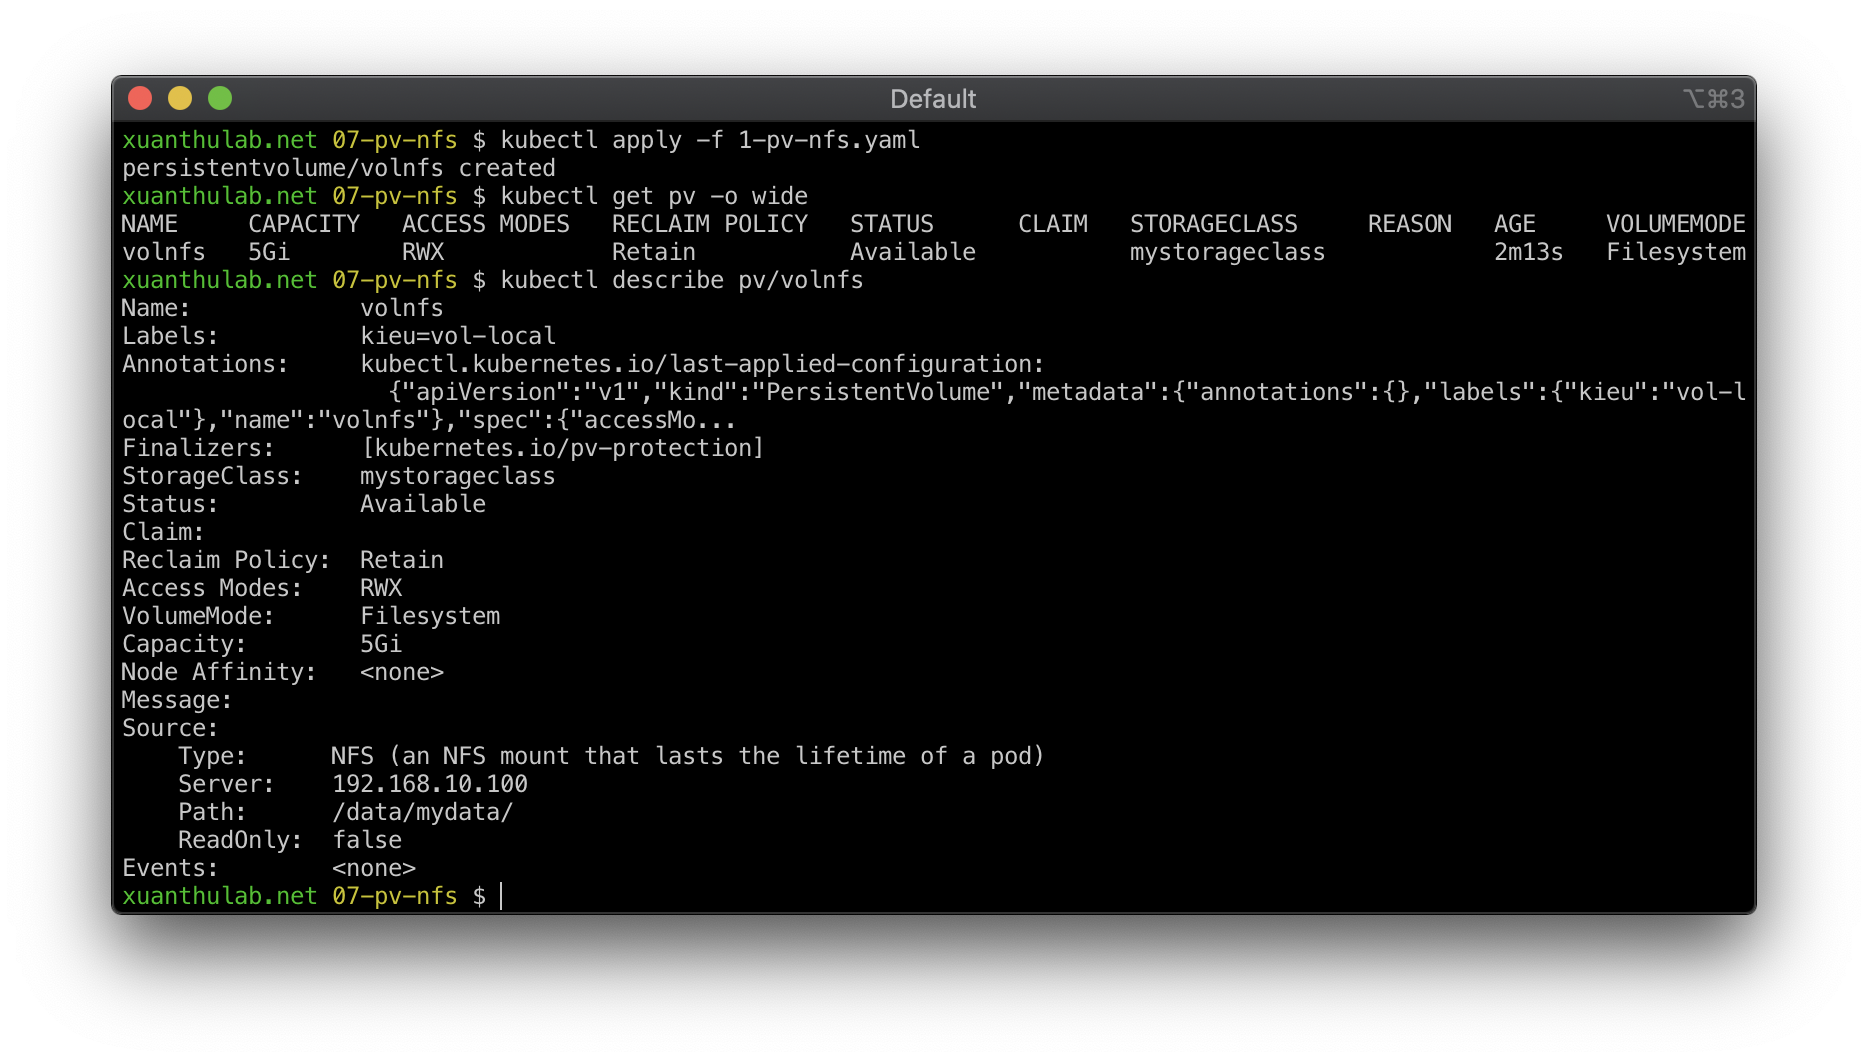 Default
⌥⌘3
xuanthulab.net 07-pv-nfs $ kubectl apply -f 1-pv-nfs.yaml
persistentvolume/volnfs created
xuanthulab.net 07-pv-nfs $ kubectl get pv -o wide
NAME     CAPACITY   ACCESS MODES   RECLAIM POLICY   STATUS      CLAIM   STORAGECLASS     REASON   AGE     VOLUMEMODE
volnfs   5Gi        RWX            Retain           Available           mystorageclass            2m13s   Filesystem
xuanthulab.net 07-pv-nfs $ kubectl describe pv/volnfs
Name:            volnfs
Labels:          kieu=vol-local
Annotations:     kubectl.kubernetes.io/last-applied-configuration:
                   {"apiVersion":"v1","kind":"PersistentVolume","metadata":{"annotations":{},"labels":{"kieu":"vol-l
ocal"},"name":"volnfs"},"spec":{"accessMo...
Finalizers:      [kubernetes.io/pv-protection]
StorageClass:    mystorageclass
Status:          Available
Claim:
Reclaim Policy:  Retain
Access Modes:    RWX
VolumeMode:      Filesystem
Capacity:        5Gi
Node Affinity:   <none>
Message:
Source:
    Type:      NFS (an NFS mount that lasts the lifetime of a pod)
    Server:    192.168.10.100
    Path:      /data/mydata/
    ReadOnly:  false
Events:        <none>
xuanthulab.net 07-pv-nfs $